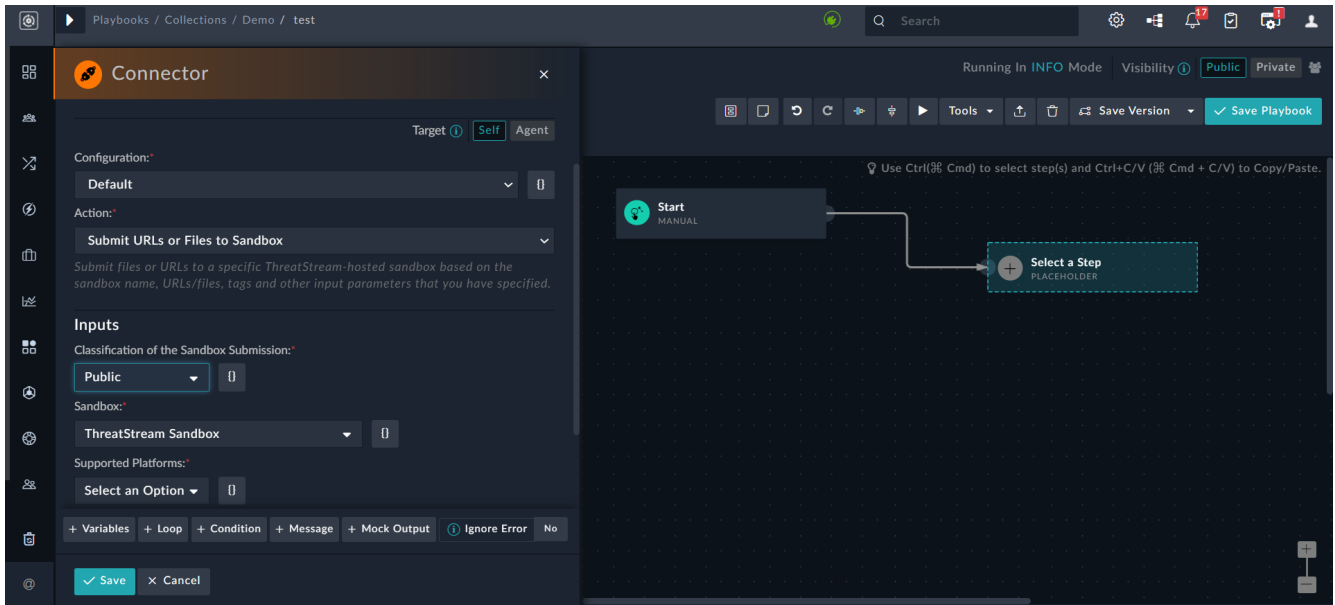 Playbooks / Collections / Demo / test
Search
17
!
Connector
×
Running In INFO Mode
Visibility
Public
Private
Target
Self
Agent
Tools
Save Version
Save Playbook
Configuration:*
Default
{}
Use Ctrl(⌘ Cmd) to select step(s) and Ctrl+C/V (⌘ Cmd + C/V) to Copy/Paste.
Action:*
Submit URLs or Files to Sandbox
Submit files or URLs to a specific ThreatStream-hosted sandbox based on the
sandbox name, URLs/files, tags and other input parameters that you have specified.
Start
MANUAL
Select a Step
PLACEHOLDER
Inputs
Classification of the Sandbox Submission:*
Public
{}
Sandbox:*
ThreatStream Sandbox
{}
Supported Platforms:*
Select an Option
{}
+ Variables
+ Loop
+ Condition
+ Message
+ Mock Output
Ignore Error
No
Save
× Cancel
@